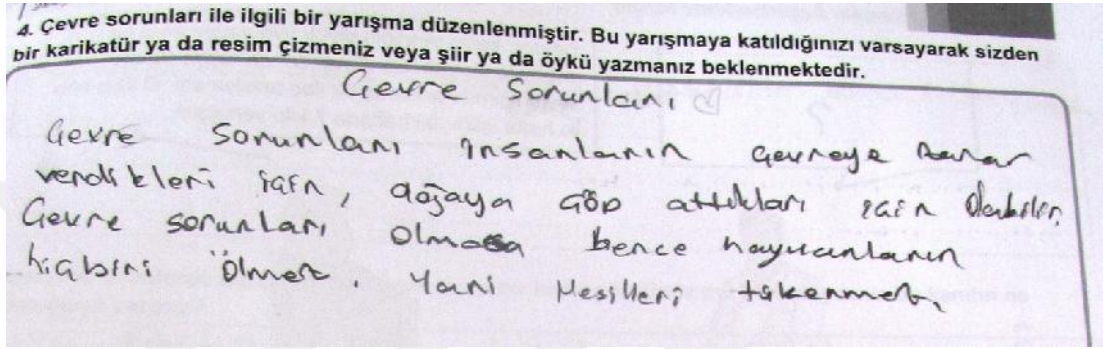 4. Çevre sorunları ile ilgili bir yarışma düzenlenmiştir. Bu yarışmaya katıldığınızı varsayarak sizden
bir karikatür ya da resim çizmeniz veya şiir ya da öykü yazmanız beklenmektedir.
Çevre Sorunları
Çevre sorunları insanların çevreye zarar
verdikleri için, doğaya çöp attıkları için olabilir.
Çevre sorunları olmasa bence hayvanların
hiçbiri ölmez. Yani nesilleri tükenmez.